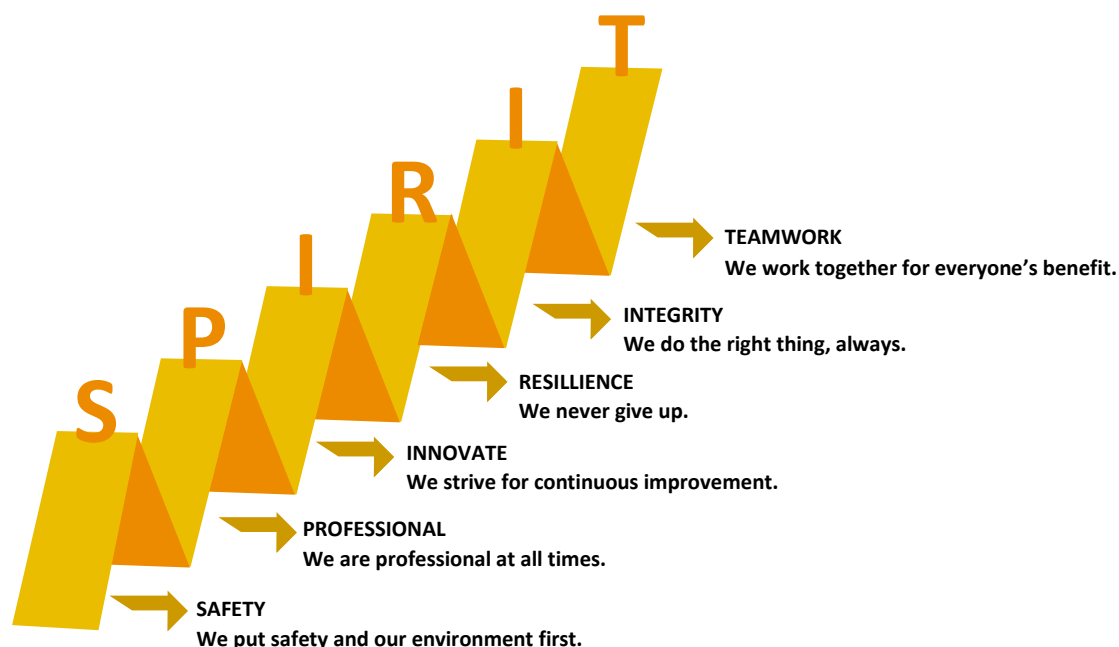 T
I
R
I
P
S
TEAMWORK
We work together for everyone’s benefit.
INTEGRITY
We do the right thing, always.
RESILLIENCE
We never give up.
INNOVATE
We strive for continuous improvement.
PROFESSIONAL
We are professional at all times.
SAFETY
We put safety and our environment first.